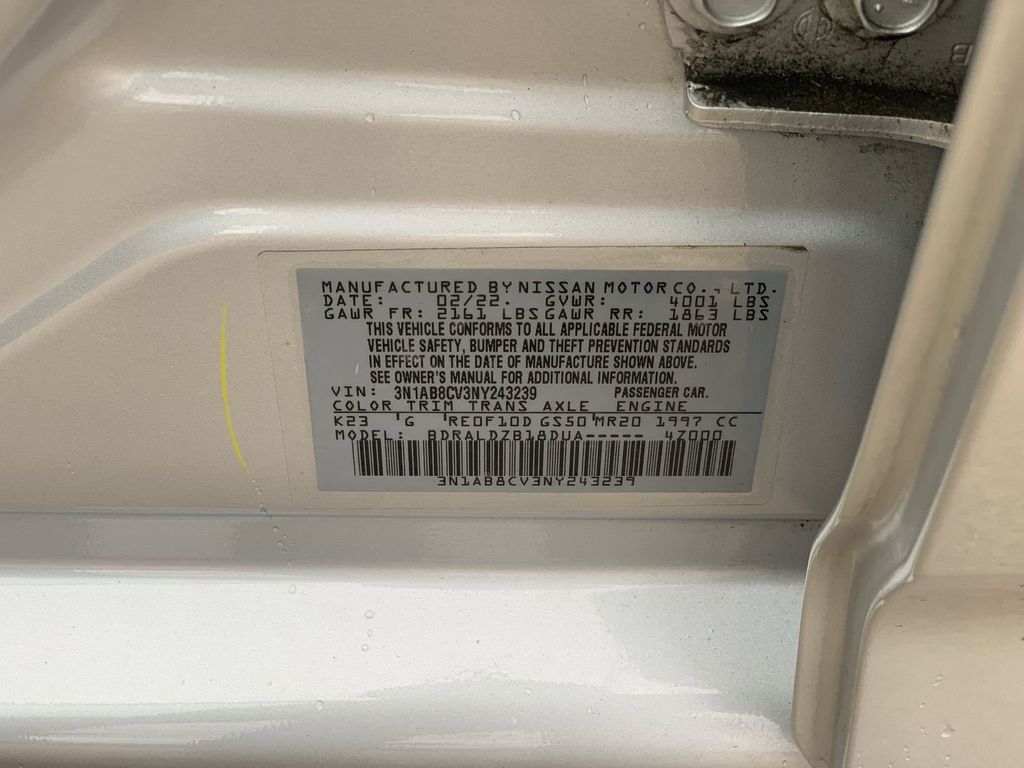 MANUFACTURED BY NISSAN MOTOR CO., LTD.
DATE: 02/22. GVWR: 4001 LBS
GAWR FR: 2161 LBS GAWR RR: 1863 LBS
THIS VEHICLE CONFORMS TO ALL APPLICABLE FEDERAL MOTOR
VEHICLE SAFETY, BUMPER AND THEFT PREVENTION STANDARDS
IN EFFECT ON THE DATE OF MANUFACTURE SHOWN ABOVE.
SEE OWNER'S MANUAL FOR ADDITIONAL INFORMATION.
VIN: 3N1AB8CV3NY243239 PASSENGER CAR.
COLOR TRIM TRANS AXLE ENGINE
K23 'G 'RE0F10D GS50'MR20 1997 CC
MODEL: BDRALDZB18DUA----- 4Z000
3N1AB8CV3NY243239